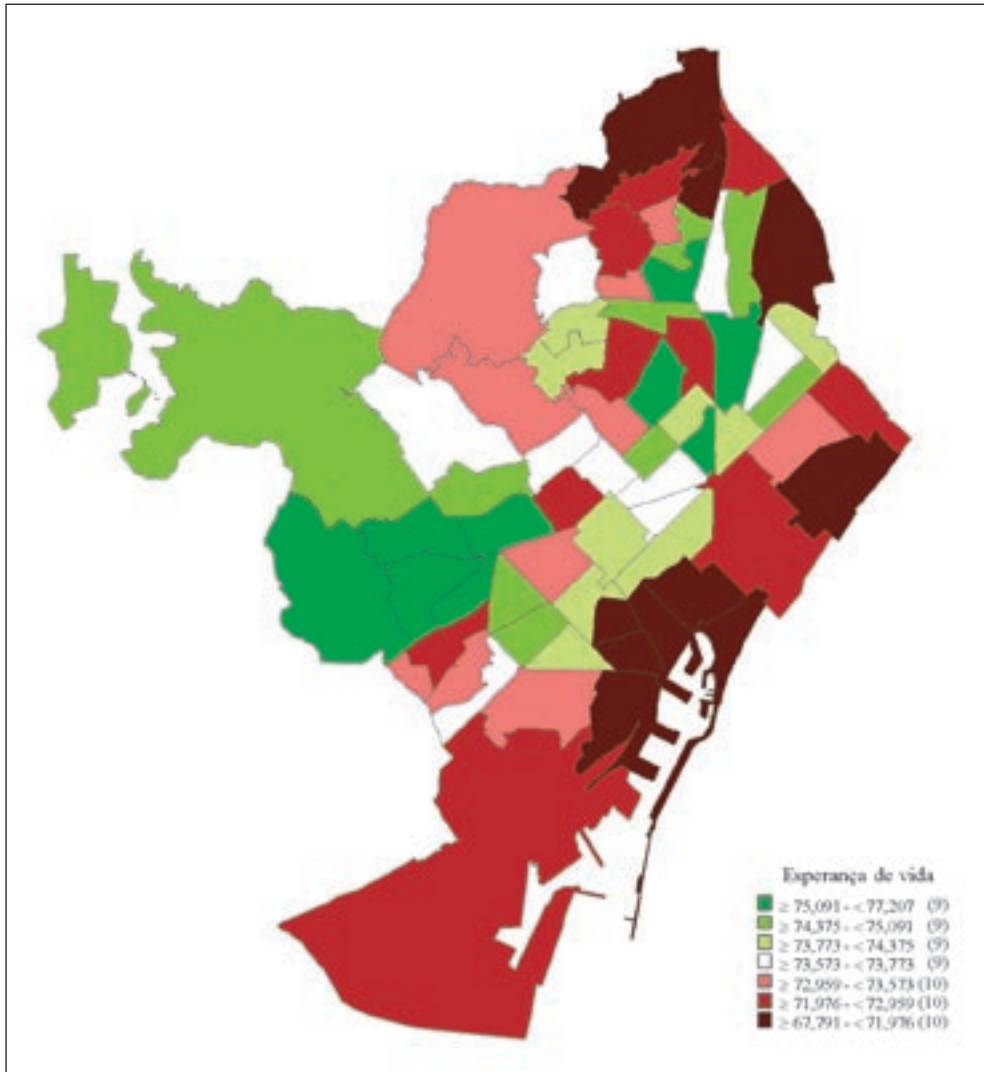 Esperança de vida
≥ 75,091 - < 77,207 (9)
≥ 74,375 - < 75,091 (9)
≥ 73,773 - < 74,375 (9)
≥ 73,573 - < 73,773 (9)
≥ 72,959 - < 73,573 (10)
≥ 71,976 - < 72,959 (10)
≥ 67,791 - < 71,976 (10)